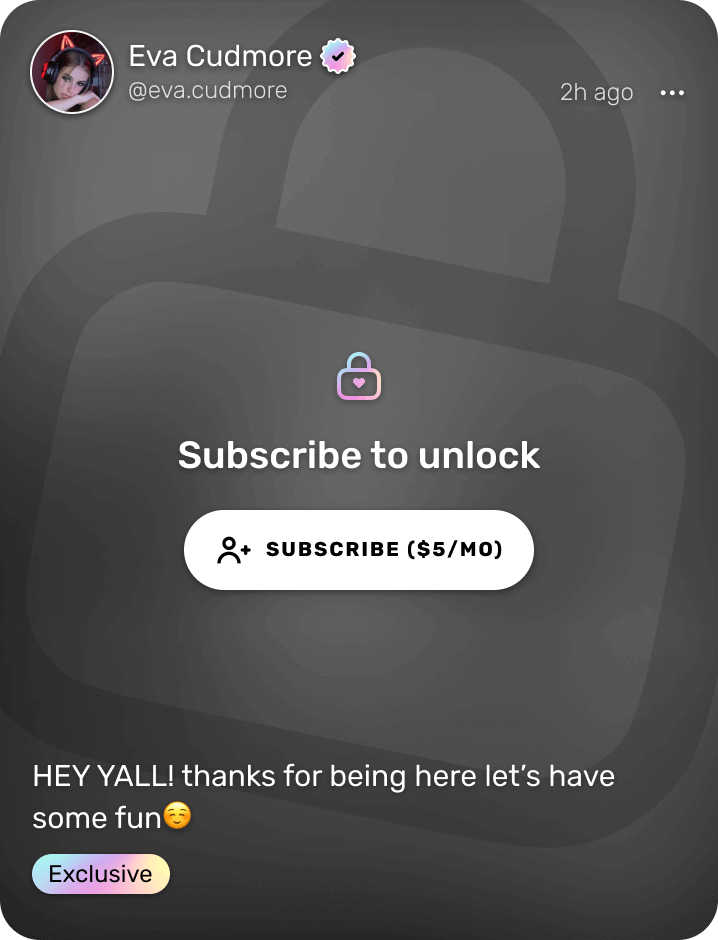 Eva Cudmore
@eva.cudmore
2h ago
Subscribe to unlock
SUBSCRIBE ($5/MO)
HEY YALL! thanks for being here let’s have
some fun☺️
Exclusive